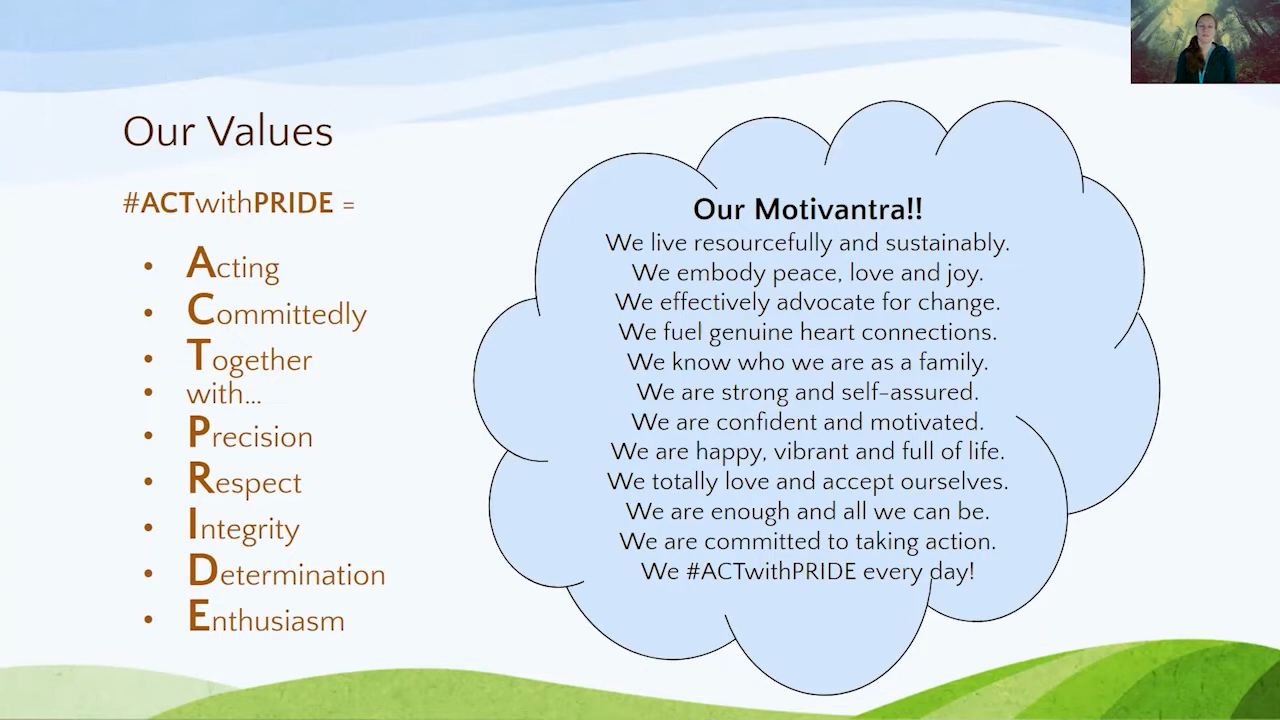 Our Values
#ACTwithPRIDE =
• Acting
• Committedly
• Together
• with...
• Precision
• Respect
• Integrity
• Determination
• Enthusiasm
Our Motivantra!!
We live resourcefully and sustainably.
We embody peace, love and joy.
We effectively advocate for change.
We fuel genuine heart connections.
We know who we are as a family.
We are strong and self-assured.
We are confident and motivated.
We are happy, vibrant and full of life.
We totally love and accept ourselves.
We are enough and all we can be.
We are committed to taking action.
We #ACTwithPRIDE every day!